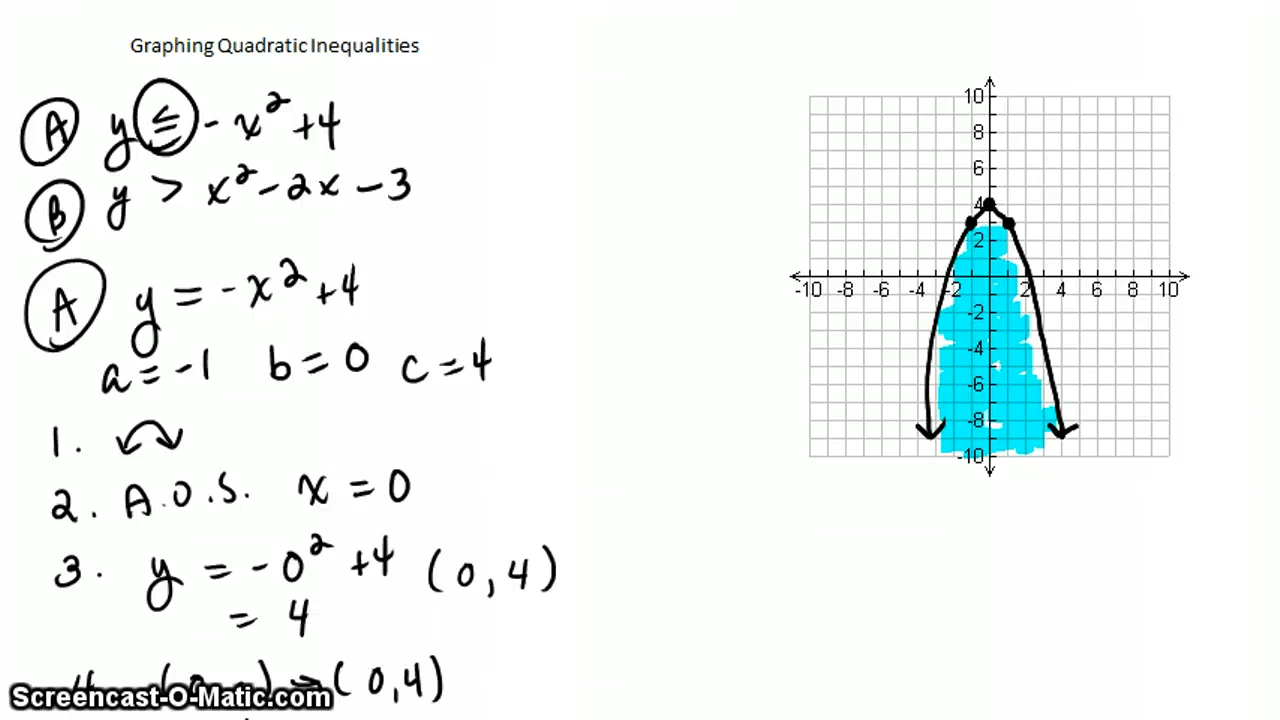 Graphing Quadratic Inequalities
A y ≤ -x² +4
B y > x² - 2x - 3
A y = -x² +4
a = -1 b = 0 c = 4
1.
2. A.O.S. x = 0
3. y = -0² +4 (0,4)
= 4
(0,4)
Screencast-O-Matic.com
10
8
6
4
2
-10 -8 -6 -4 -2 2 4 6 8 10
-2
-4
-6
-8
-10